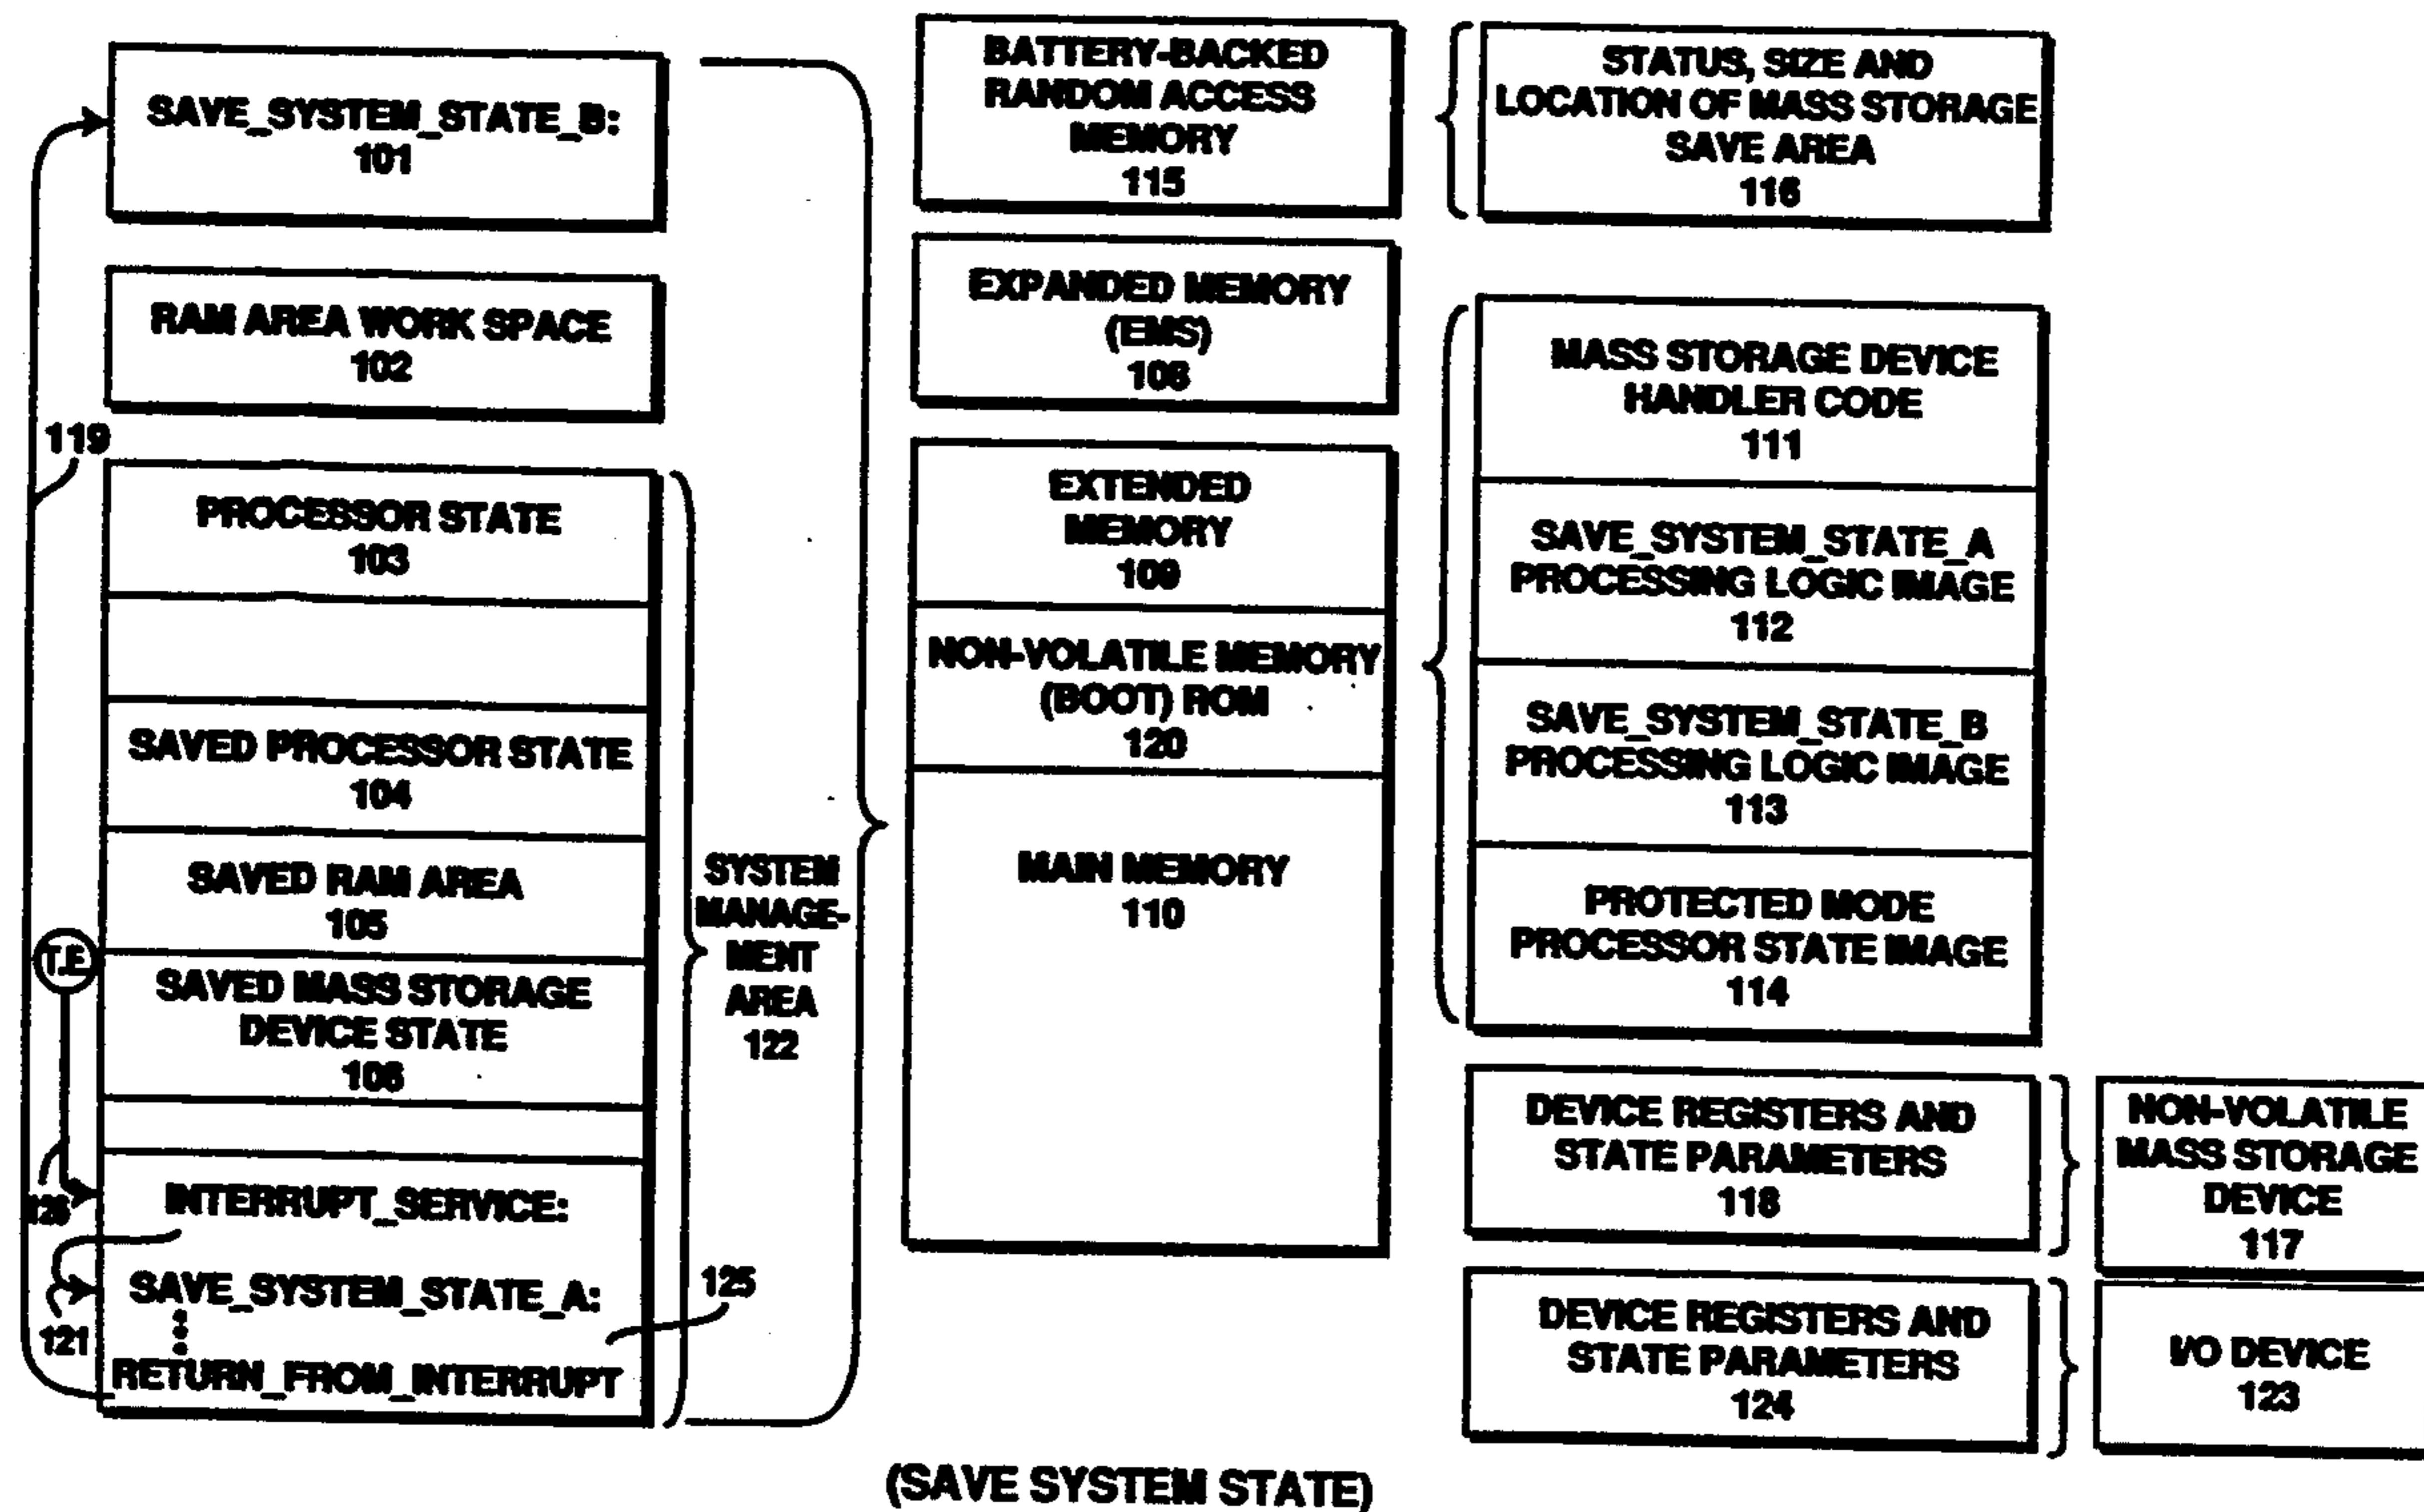 SAVE_SYSTEM_STATE_B:
101
RAM AREA WORK SPACE
102
119
PROCESSOR STATE
103
SAVED PROCESSOR STATE
104
SAVED RAM AREA
105
T.E.
SAVED MASS STORAGE
DEVICE STATE
106
126
INTERRUPT_SERVICE:
SAVE_SYSTEM_STATE_A:
121
125
RETURN_FROM_INTERRUPT
SYSTEM
MANAGE-
MENT
AREA
122
BATTERY-BACKED
RANDOM ACCESS
MEMORY
115
EXPANDED MEMORY
(EMS)
108
EXTENDED
MEMORY
109
NON-VOLATILE MEMORY
(BOOT) ROM
120
MAIN MEMORY
110
STATUS, SIZE AND
LOCATION OF MASS STORAGE
SAVE AREA
116
MASS STORAGE DEVICE
HANDLER CODE
111
SAVE_SYSTEM_STATE_A
PROCESSING LOGIC IMAGE
112
SAVE_SYSTEM_STATE_B
PROCESSING LOGIC IMAGE
113
PROTECTED MODE
PROCESSOR STATE IMAGE
114
DEVICE REGISTERS AND
STATE PARAMETERS
118
NON-VOLATILE
MASS STORAGE
DEVICE
117
DEVICE REGISTERS AND
STATE PARAMETERS
124
I/O DEVICE
123
(SAVE SYSTEM STATE)